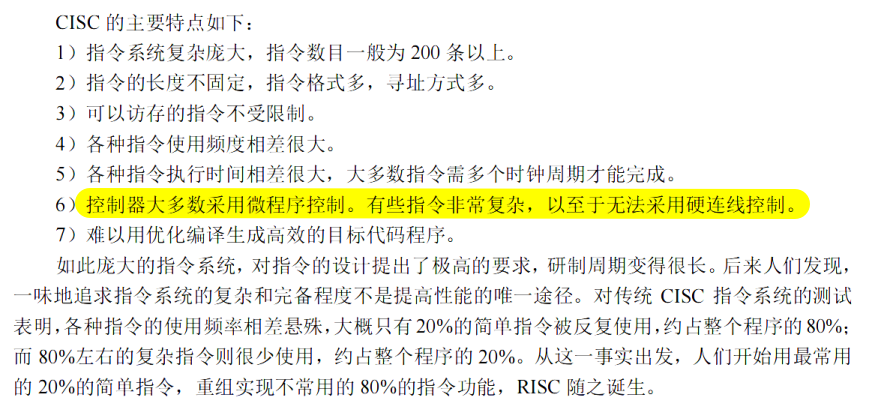 CISC 的主要特点如下：
1）指令系统复杂庞大，指令数目一般为 200 条以上。
2）指令的长度不固定，指令格式多，寻址方式多。
3）可以访存的指令不受限制。
4）各种指令使用频度相差很大。
5）各种指令执行时间相差很大，大多数指令需多个时钟周期才能完成。
6）控制器大多数采用微程序控制。有些指令非常复杂，以至于无法采用硬连线控制。
7）难以用优化编译生成高效的目标代码程序。
如此庞大的指令系统，对指令的设计提出了极高的要求，研制周期变得很长。后来人们发现，
一味地追求指令系统的复杂和完备程度不是提高性能的唯一途径。对传统 CISC 指令系统的测试
表明，各种指令的使用频率相差悬殊，大概只有20%的简单指令被反复使用，约占整个程序的80%；
而 80%左右的复杂指令则很少使用，约占整个程序的 20%。从这一事实出发，人们开始用最常用
的 20%的简单指令，重组实现不常用的 80%的指令功能，RISC 随之诞生。